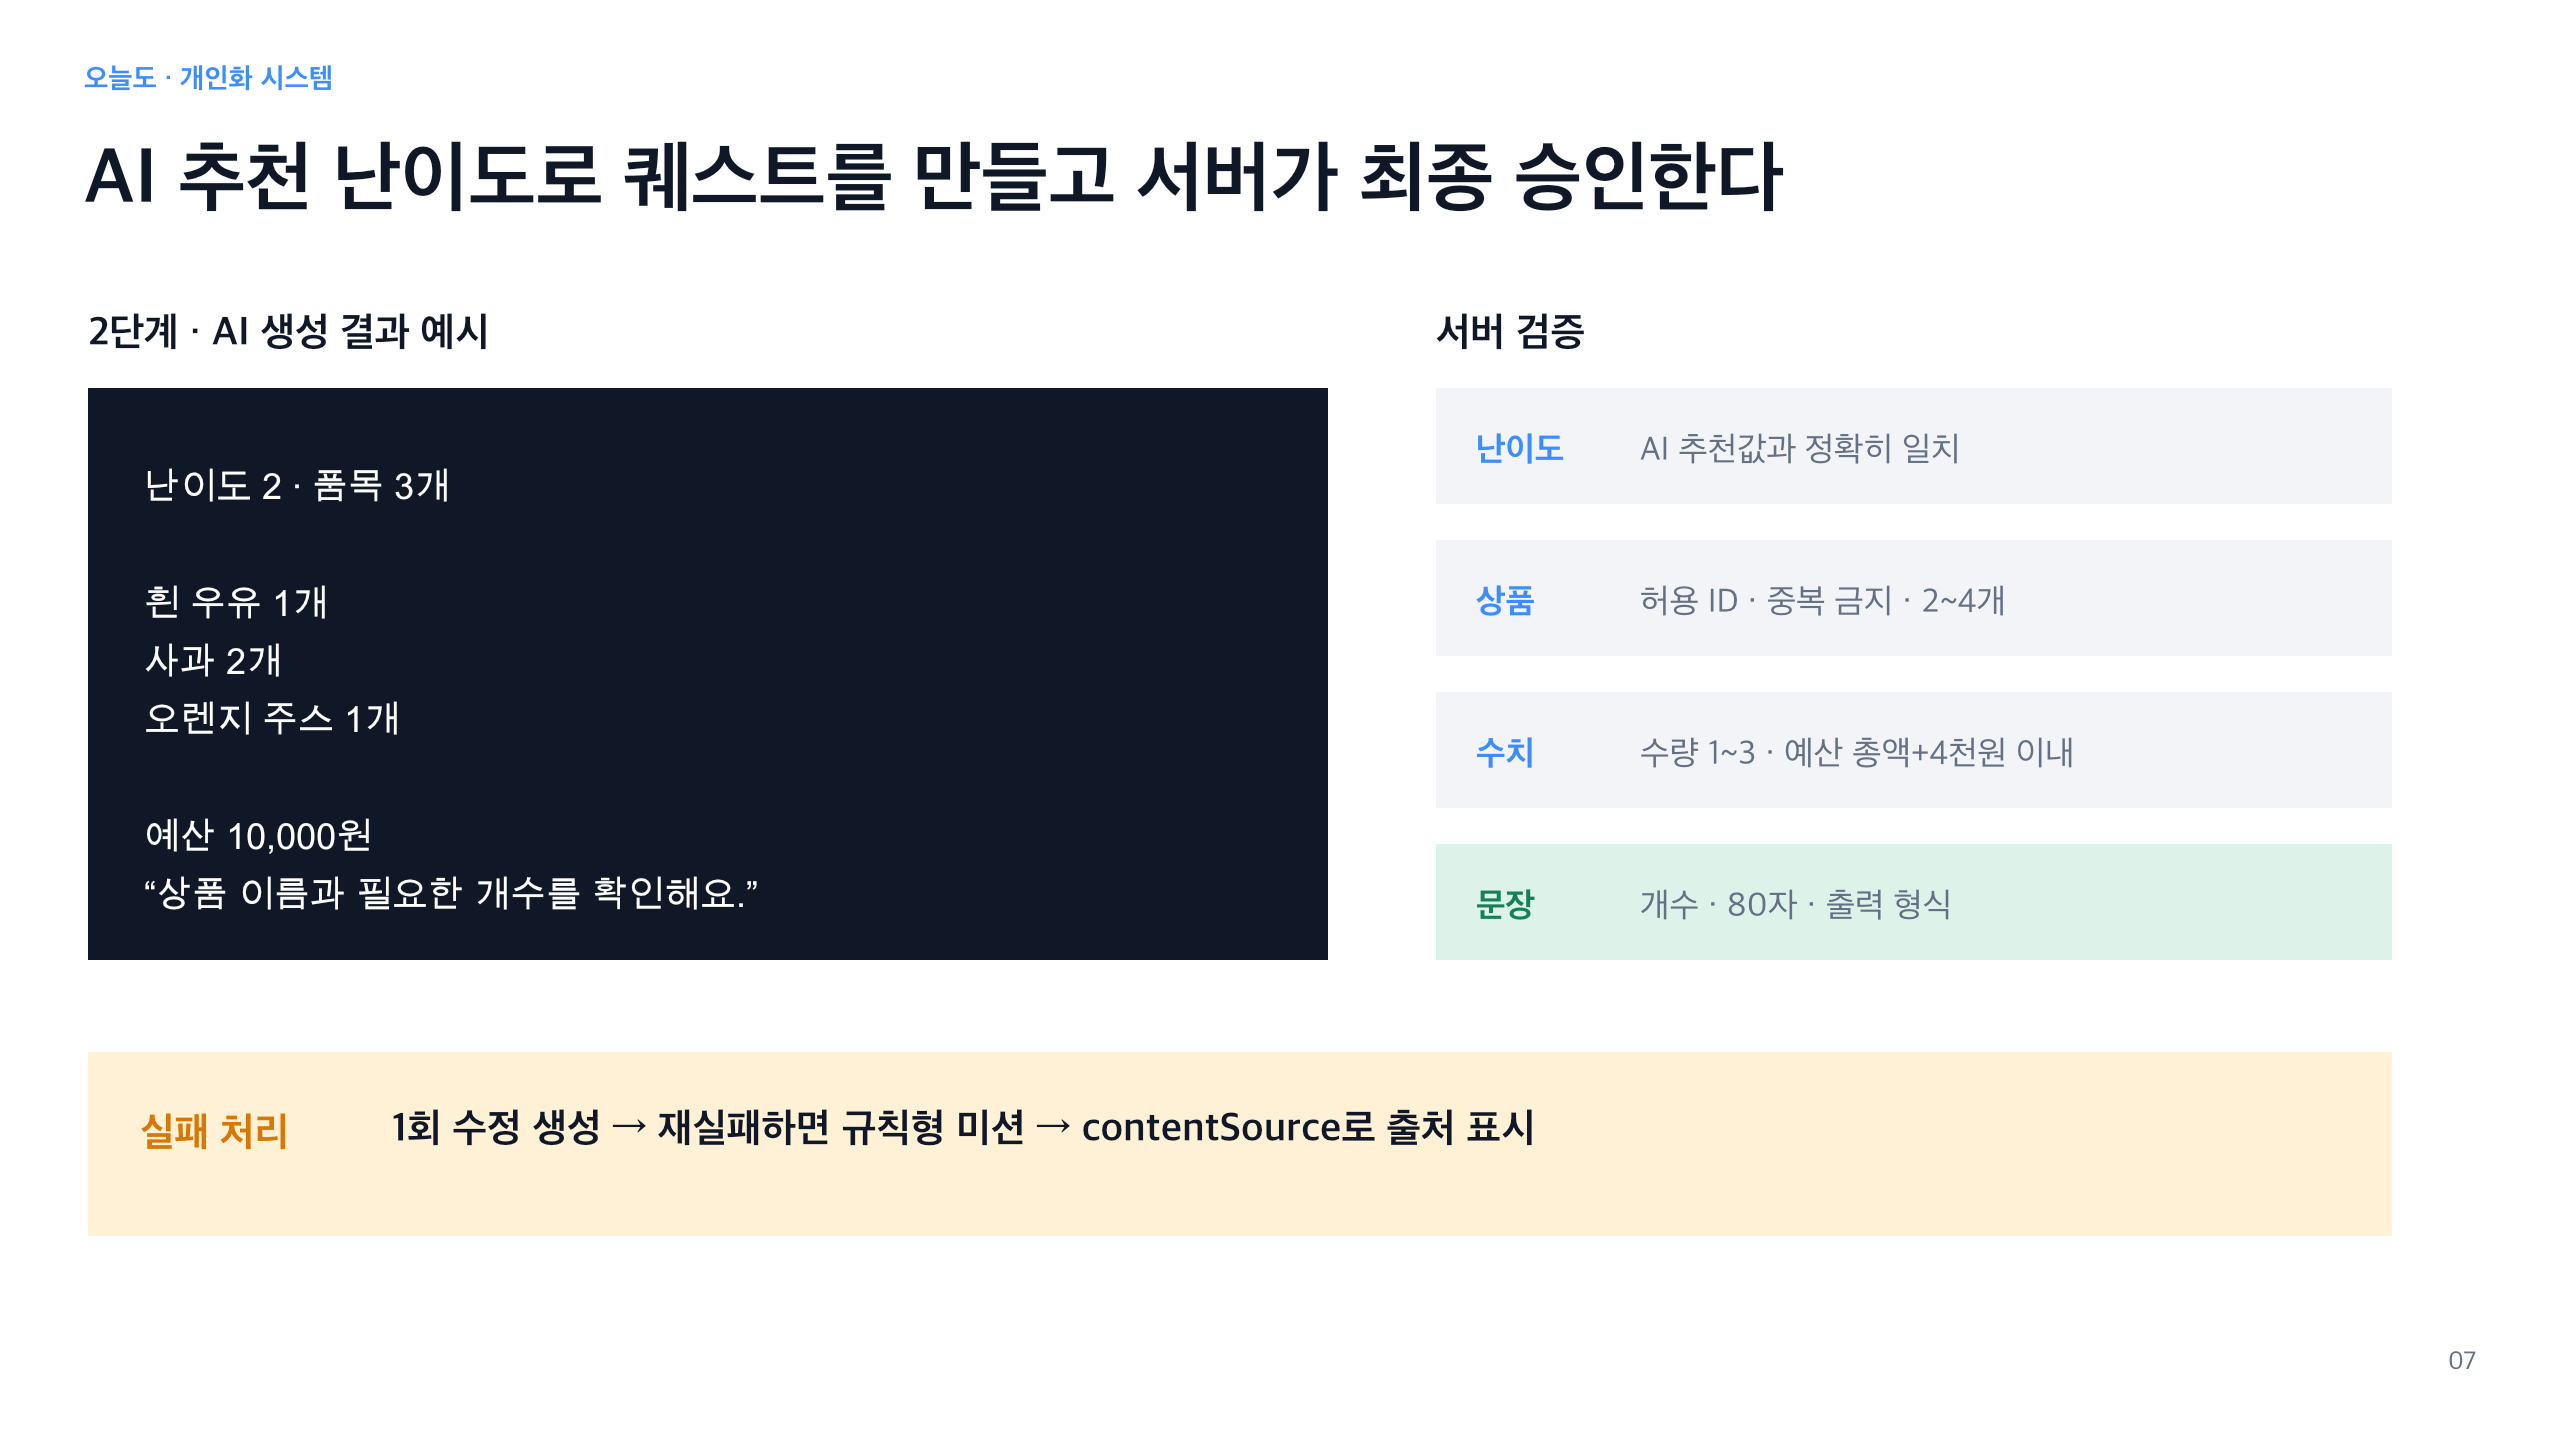 오늘도 · 개인화 시스템
AI 추천 난이도로 퀘스트를 만들고 서버가 최종 승인한다
2단계 · AI 생성 결과 예시
난이도 2 · 품목 3개
흰 우유 1개
사과 2개
오렌지 주스 1개
예산 10,000원
“상품 이름과 필요한 개수를 확인해요.”
서버 검증
난이도 AI 추천값과 정확히 일치
상품 허용 ID · 중복 금지 · 2~4개
수치 수량 1~3 · 예산 총액+4천원 이내
문장 개수 · 80자 · 출력 형식
실패 처리 1회 수정 생성 → 재실패하면 규칙형 미션 → contentSource로 출처 표시
07